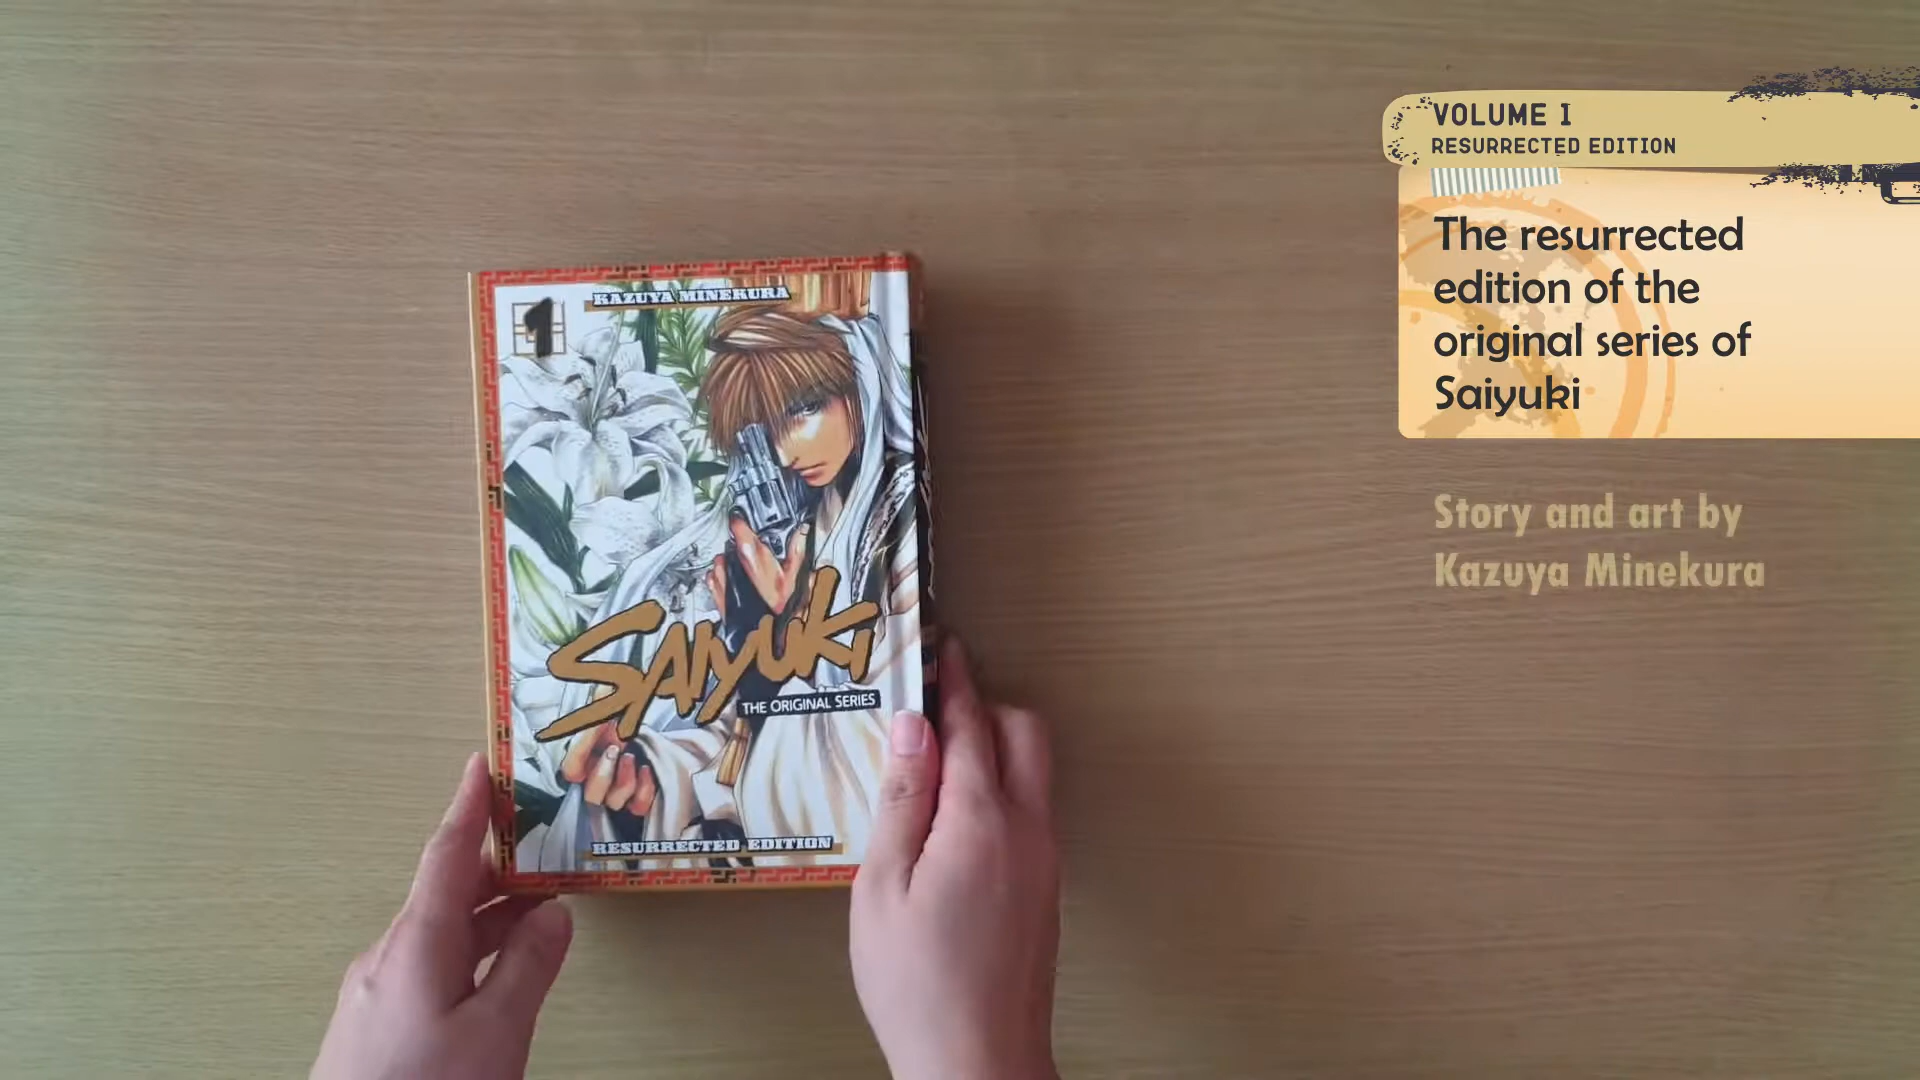 VOLUME 1
RESURRECTED EDITION
The resurrected
edition of the
original series of
Saiyuki
Story and art by
Kazuya Minekura
1
KAZUYA MINEKURA
SAIYUKI
THE ORIGINAL SERIES
RESURRECTED EDITION